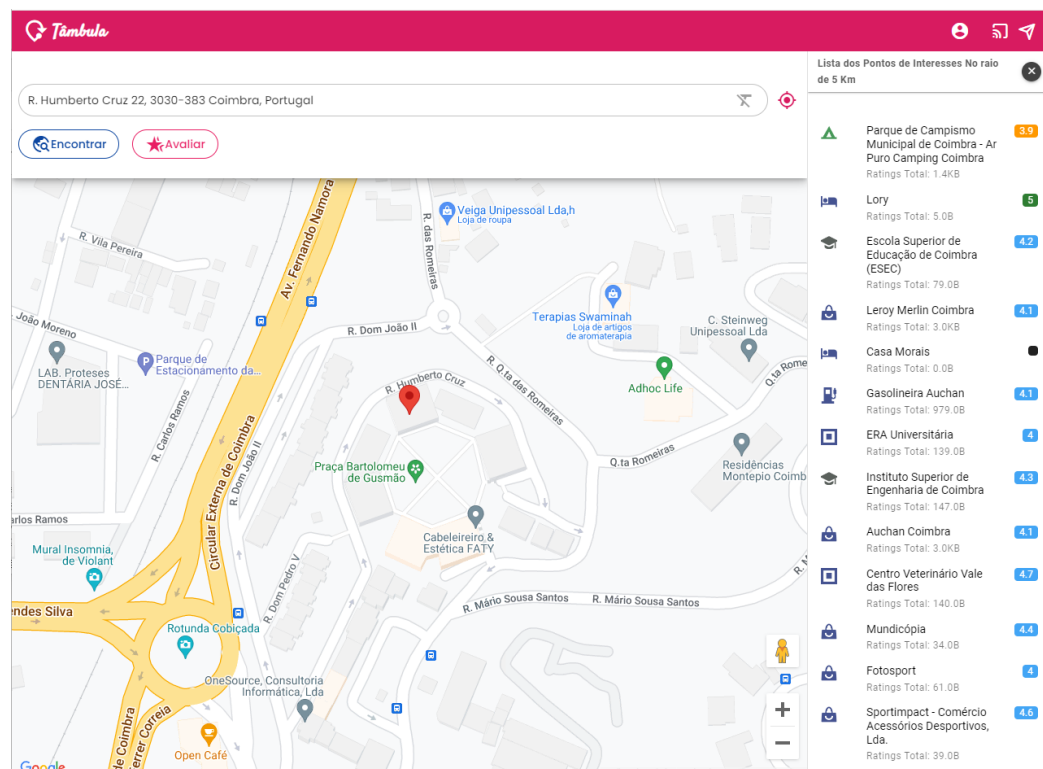 Tâmbula
R. Humberto Cruz 22, 3030-383 Coimbra, Portugal
Encontrar
Avaliar
Veiga Unipessoal Lda,h
Loja de roupa
Av. Fernando Namora
R. das Romeiras
R. Vila Pereira
João Moreno
LAB. Proteses
DENTÁRIA JOSÉ...
Parque de
Estacionamento da...
R. Dom João II
Terapias Swaminah
Loja de artigos
de aromaterapia
C. Steinweg
Unipessoal Lda
R. Humberto Cruz
R. Q.ta das Romeiras
Adhoc Life
Q.ta Rome
R. Carlos Ramos
Circular Externa de Coimbra
R. Dom João II
Praça Bartolomeu
de Gusmão
Q.ta Romeiras
Residências
Montepio Coimb
arlos Ramos
Cabeleireiro &
Estética FATY
Mural Insomnia,
de Violant
R. Dom Pedro V
R. M
endes Silva
R. Mário Sousa Santos
R. Mário Sousa Santos
Rotunda Cobiçada
OneSource, Consultoria
Informática, Lda
de Coimbra
errer Correia
Open Café
Google
Lista dos Pontos de Interesses No raio
de 5 Km
Parque de Campismo
Municipal de Coimbra - Ar
Puro Camping Coimbra
3.9
Ratings Total: 1.4KB
Lory
5
Ratings Total: 5.0B
Escola Superior de
Educação de Coimbra
(ESEC)
4.2
Ratings Total: 79.0B
Leroy Merlin Coimbra
4.1
Ratings Total: 3.0KB
Casa Morais
Ratings Total: 0.0B
Gasolineira Auchan
4.1
Ratings Total: 979.0B
ERA Universitária
4
Ratings Total: 139.0B
Instituto Superior de
Engenharia de Coimbra
4.3
Ratings Total: 147.0B
Auchan Coimbra
4.1
Ratings Total: 3.0KB
Centro Veterinário Vale
das Flores
4.7
Ratings Total: 140.0B
Mundicópia
4.4
Ratings Total: 34.0B
Fotosport
4
Ratings Total: 61.0B
Sportimpact - Comércio
Acessórios Desportivos,
Lda.
4.6
Ratings Total: 39.0B